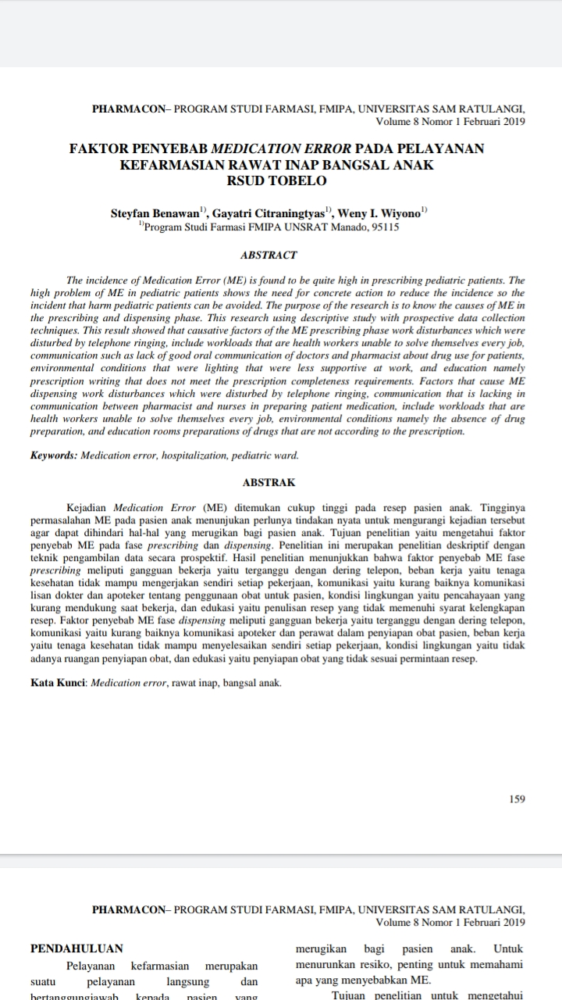 PHARMACON– PROGRAM STUDI FARMASI, FMIPA, UNIVERSITAS SAM RATULANGI,
Volume 8 Nomor 1 Februari 2019
FAKTOR PENYEBAB MEDICATION ERROR PADA PELAYANAN
KEFARMASIAN RAWAT INAP BANGSAL ANAK
RSUD TOBELO
Steyfan Benawan1), Gayatri Citraningtyas1), Weny I. Wiyono1)
1)Program Studi Farmasi FMIPA UNSRAT Manado, 95115
ABSTRACT
The incidence of Medication Error (ME) is found to be quite high in prescribing pediatric patients. The
high problem of ME in pediatric patients shows the need for concrete action to reduce the incidence so the
incident that harm pediatric patients can be avoided. The purpose of the research is to know the causes of ME in
the prescribing and dispensing phase. This research using descriptive study with prospective data collection
techniques. This result showed that causative factors of the ME prescribing phase work disturbances which were
disturbed by telephone ringing, include workloads that are health workers unable to solve themselves every job,
communication such as lack of good oral communication of doctors and pharmacist about drug use for patients,
environmental conditions that were lighting that were less supportive at work, and education namely
prescription writing that does not meet the prescription completeness requirements. Factors that cause ME
dispensing work disturbances which were disturbed by telephone ringing, communication that is lacking in
communication between pharmacist and nurses in preparing patient medication, include workloads that are
health workers unable to solve themselves every job, environmental conditions namely the absence of drug
preparation, and education rooms preparations of drugs that are not according to the prescription.
Keywords: Medication error, hospitalization, pediatric ward.
ABSTRAK
Kejadian Medication Error (ME) ditemukan cukup tinggi pada resep pasien anak. Tingginya
permasalahan ME pada pasien anak menunjukan perlunya tindakan nyata untuk mengurangi kejadian tersebut
agar dapat dihindari hal-hal yang merugikan bagi pasien anak. Tujuan penelitian yaitu mengetahui faktor
penyebab ME pada fase prescribing dan dispensing. Penelitian ini merupakan penelitian deskriptif dengan
teknik pengambilan data secara prospektif. Hasil penelitian menunjukkan bahwa faktor penyebab ME fase
prescribing meliputi gangguan bekerja yaitu terganggu dengan dering telepon, beban kerja yaitu tenaga
kesehatan tidak mampu mengerjakan sendiri setiap pekerjaan, komunikasi yaitu kurang baiknya komunikasi
lisan dokter dan apoteker tentang penggunaan obat untuk pasien, kondisi lingkungan yaitu pencahayaan yang
kurang mendukung saat bekerja, dan edukasi yaitu penulisan resep yang tidak memenuhi syarat kelengkapan
resep. Faktor penyebab ME fase dispensing meliputi gangguan bekerja yaitu terganggu dengan dering telepon,
komunikasi yaitu kurang baiknya komunikasi apoteker dan perawat dalam penyiapan obat pasien, beban kerja
yaitu tenaga kesehatan tidak mampu menyelesaikan sendiri setiap pekerjaan, kondisi lingkungan yaitu tidak
adanya ruangan penyiapan obat, dan edukasi yaitu penyiapan obat yang tidak sesuai permintaan resep.
Kata Kunci: Medication error, rawat inap, bangsal anak.
159
PHARMACON– PROGRAM STUDI FARMASI, FMIPA, UNIVERSITAS SAM RATULANGI,
Volume 8 Nomor 1 Februari 2019
PENDAHULUAN
Pelayanan kefarmasian merupakan
suatu pelayanan langsung dan
bertanggungjawab kepada pasien yang
merugikan bagi pasien anak. Untuk
menurunkan resiko, penting untuk memahami
apa yang menyebabkan ME.
Tujuan penelitian untuk mengetahui